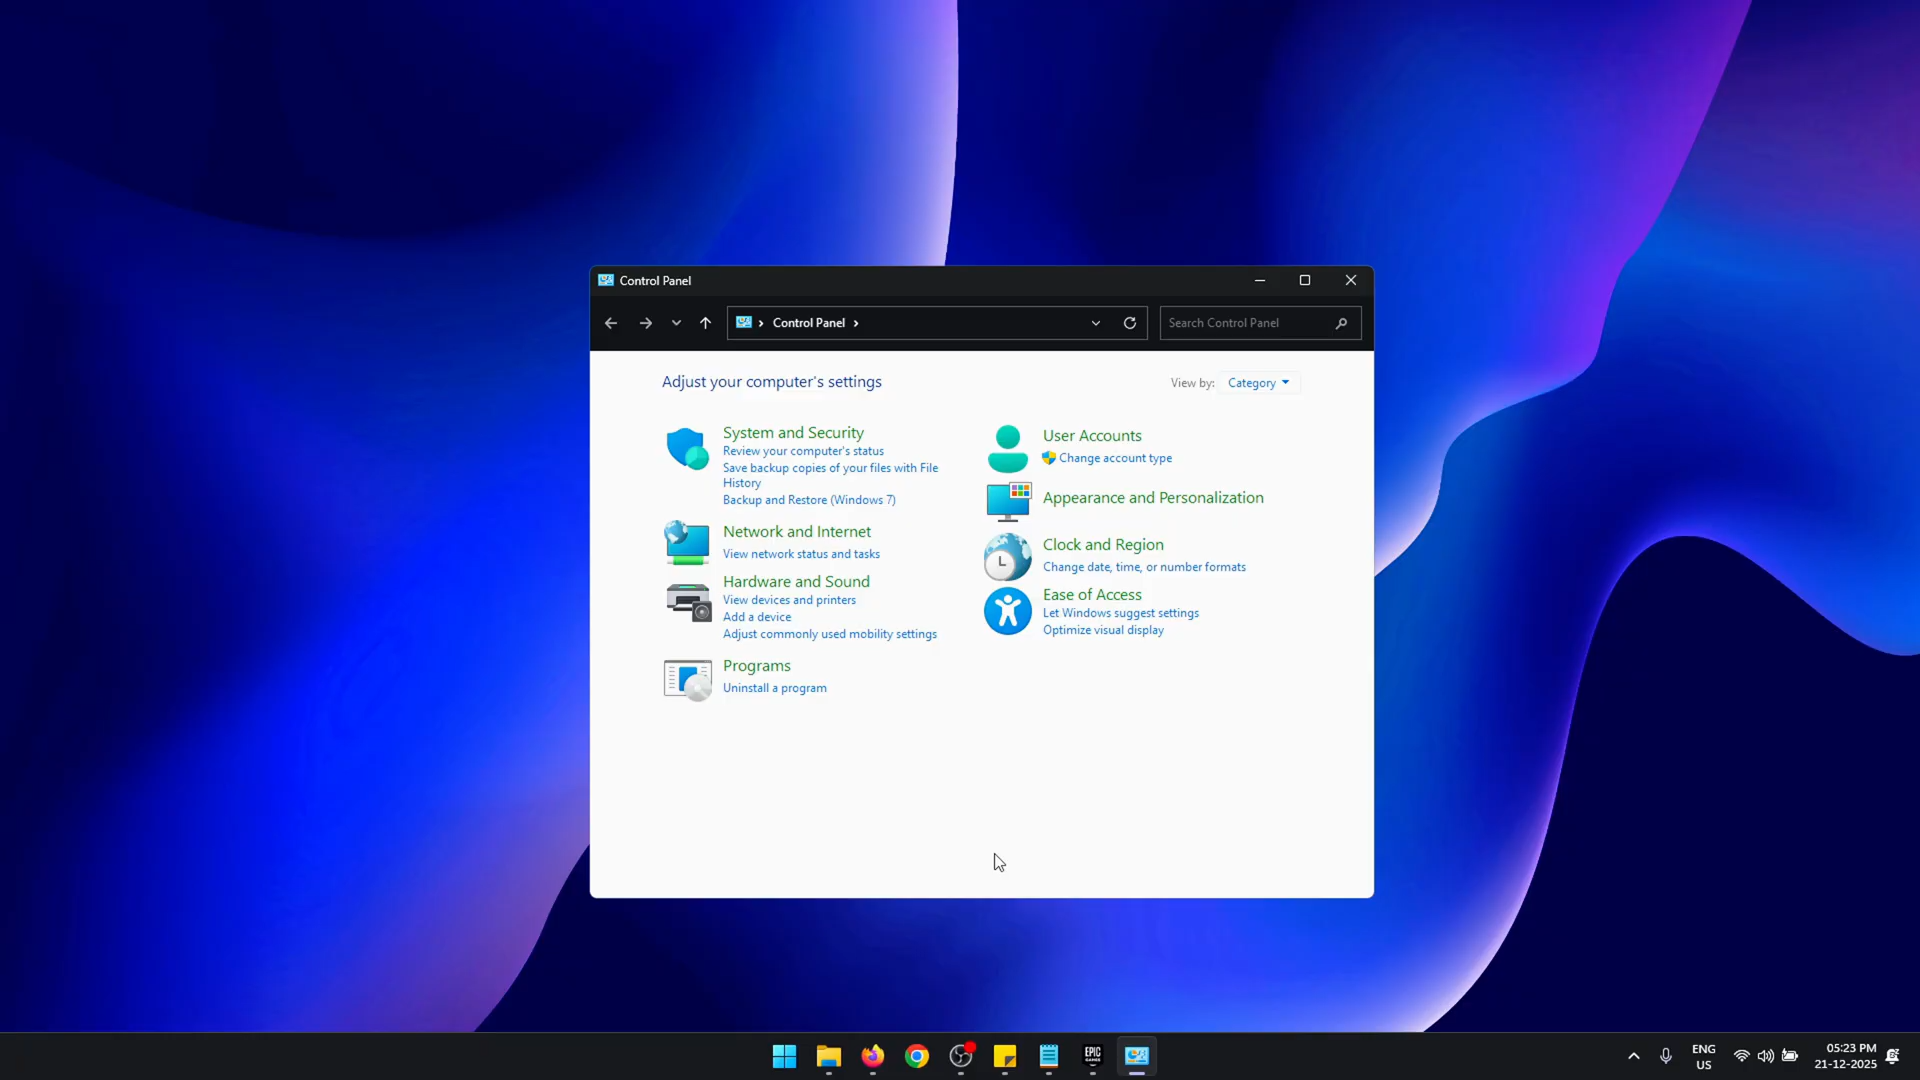 Control Panel
Control Panel
Search Control Panel
Adjust your computer's settings
View by: Category
System and Security
Review your computer's status
Save backup copies of your files with File
History
Backup and Restore (Windows 7)
Network and Internet
View network status and tasks
Hardware and Sound
View devices and printers
Add a device
Adjust commonly used mobility settings
Programs
Uninstall a program
User Accounts
Change account type
Appearance and Personalization
Clock and Region
Change date, time, or number formats
Ease of Access
Let Windows suggest settings
Optimize visual display
EPIC
GAMES
ENG
US
05:23 PM
21-12-2025